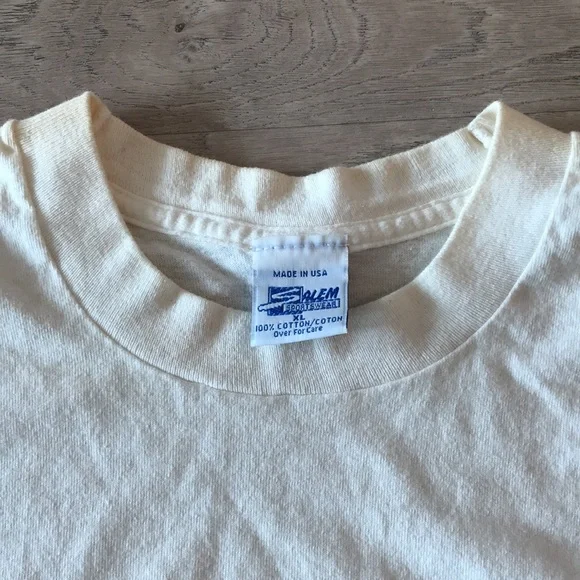 MADE IN USA
SALEM
SPORTSWEAR
XL
100% COTTON/COTON
Over For Care